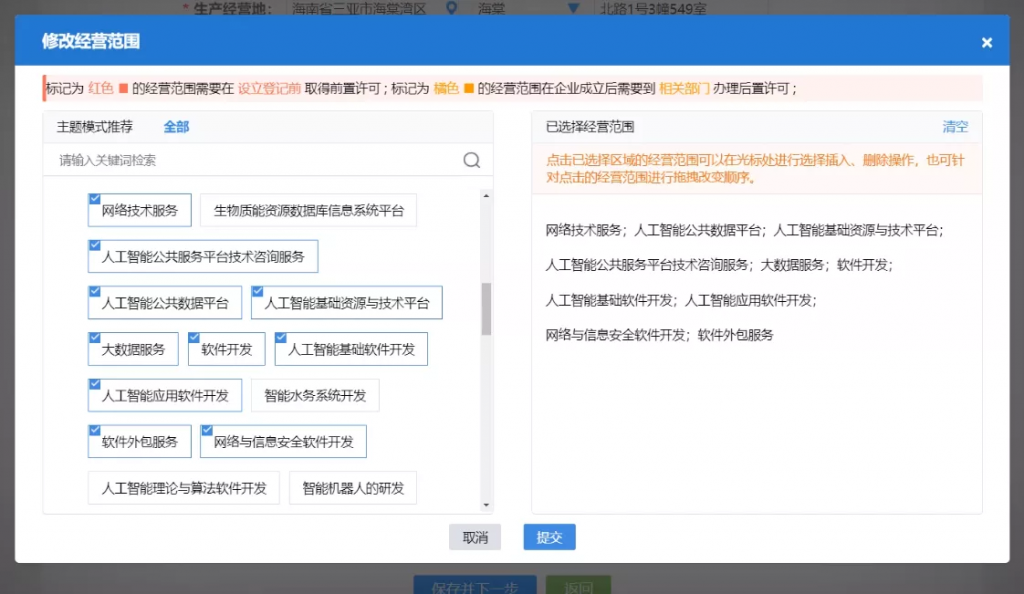 * 生产经营地： 海南省三亚市海棠湾区 海棠 北路1号3幢549室
修改经营范围
×
标记为 红色 的经营范围需要在 设立登记前 取得前置许可；标记为 橘色 的经营范围在企业成立后需要到 相关部门 办理后置许可；
主题模式推荐 全部
请输入关键词检索
网络技术服务 生物质能资源数据库信息系统平台
人工智能公共服务平台技术咨询服务
人工智能公共数据平台 人工智能基础资源与技术平台
大数据服务 软件开发 人工智能基础软件开发
人工智能应用软件开发 智能水务系统开发
软件外包服务 网络与信息安全软件开发
人工智能理论与算法软件开发 智能机器人的研发
已选择经营范围 清空
点击已选择区域的经营范围可以在光标处进行选择插入、删除操作，也可针
对点击的经营范围进行拖拽改变顺序。
网络技术服务；人工智能公共数据平台；人工智能基础资源与技术平台；
人工智能公共服务平台技术咨询服务；大数据服务；软件开发；
人工智能基础软件开发；人工智能应用软件开发；
网络与信息安全软件开发；软件外包服务
取消 提交
保存并下一步 返回